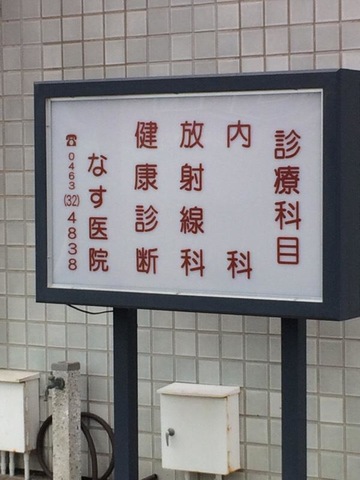 診療科目
内科
放射線科
健康診断
なす医院
☎0463(32)4838